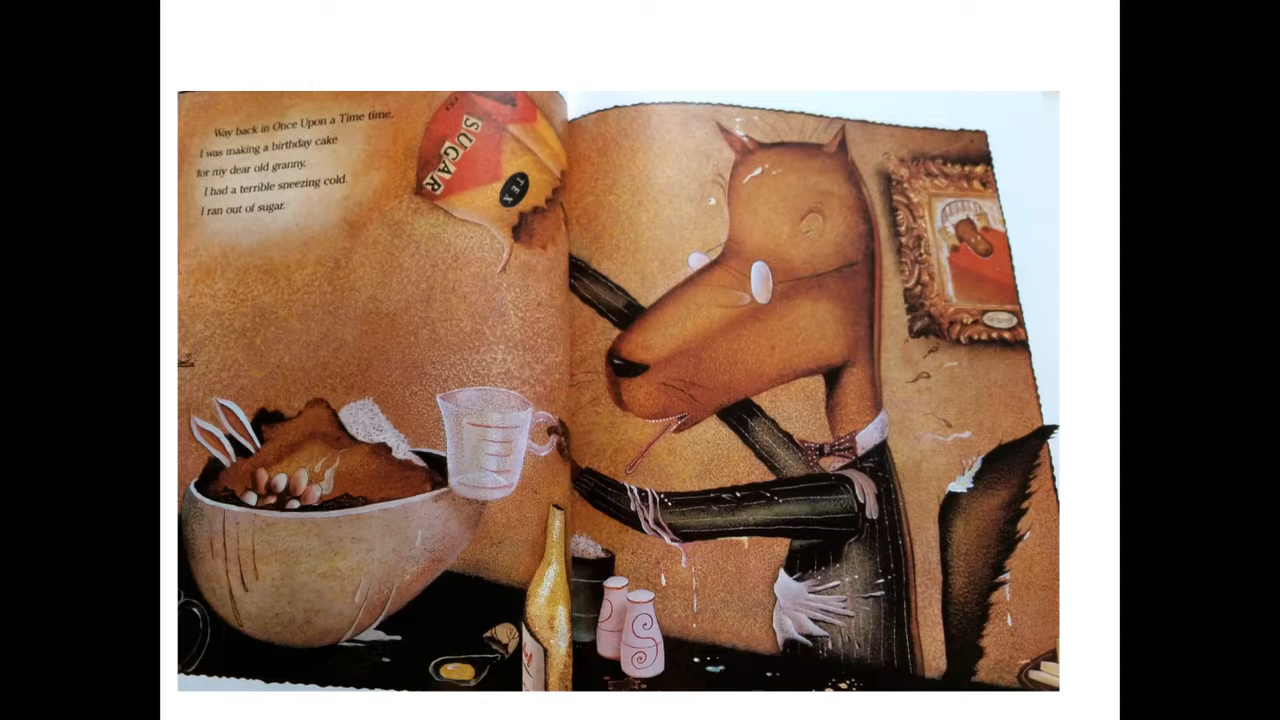 Way back in Once Upon a Time time,
I was making a birthday cake
for my dear old granny.
I had a terrible sneezing cold.
I ran out of sugar.
SUGAR
TEX